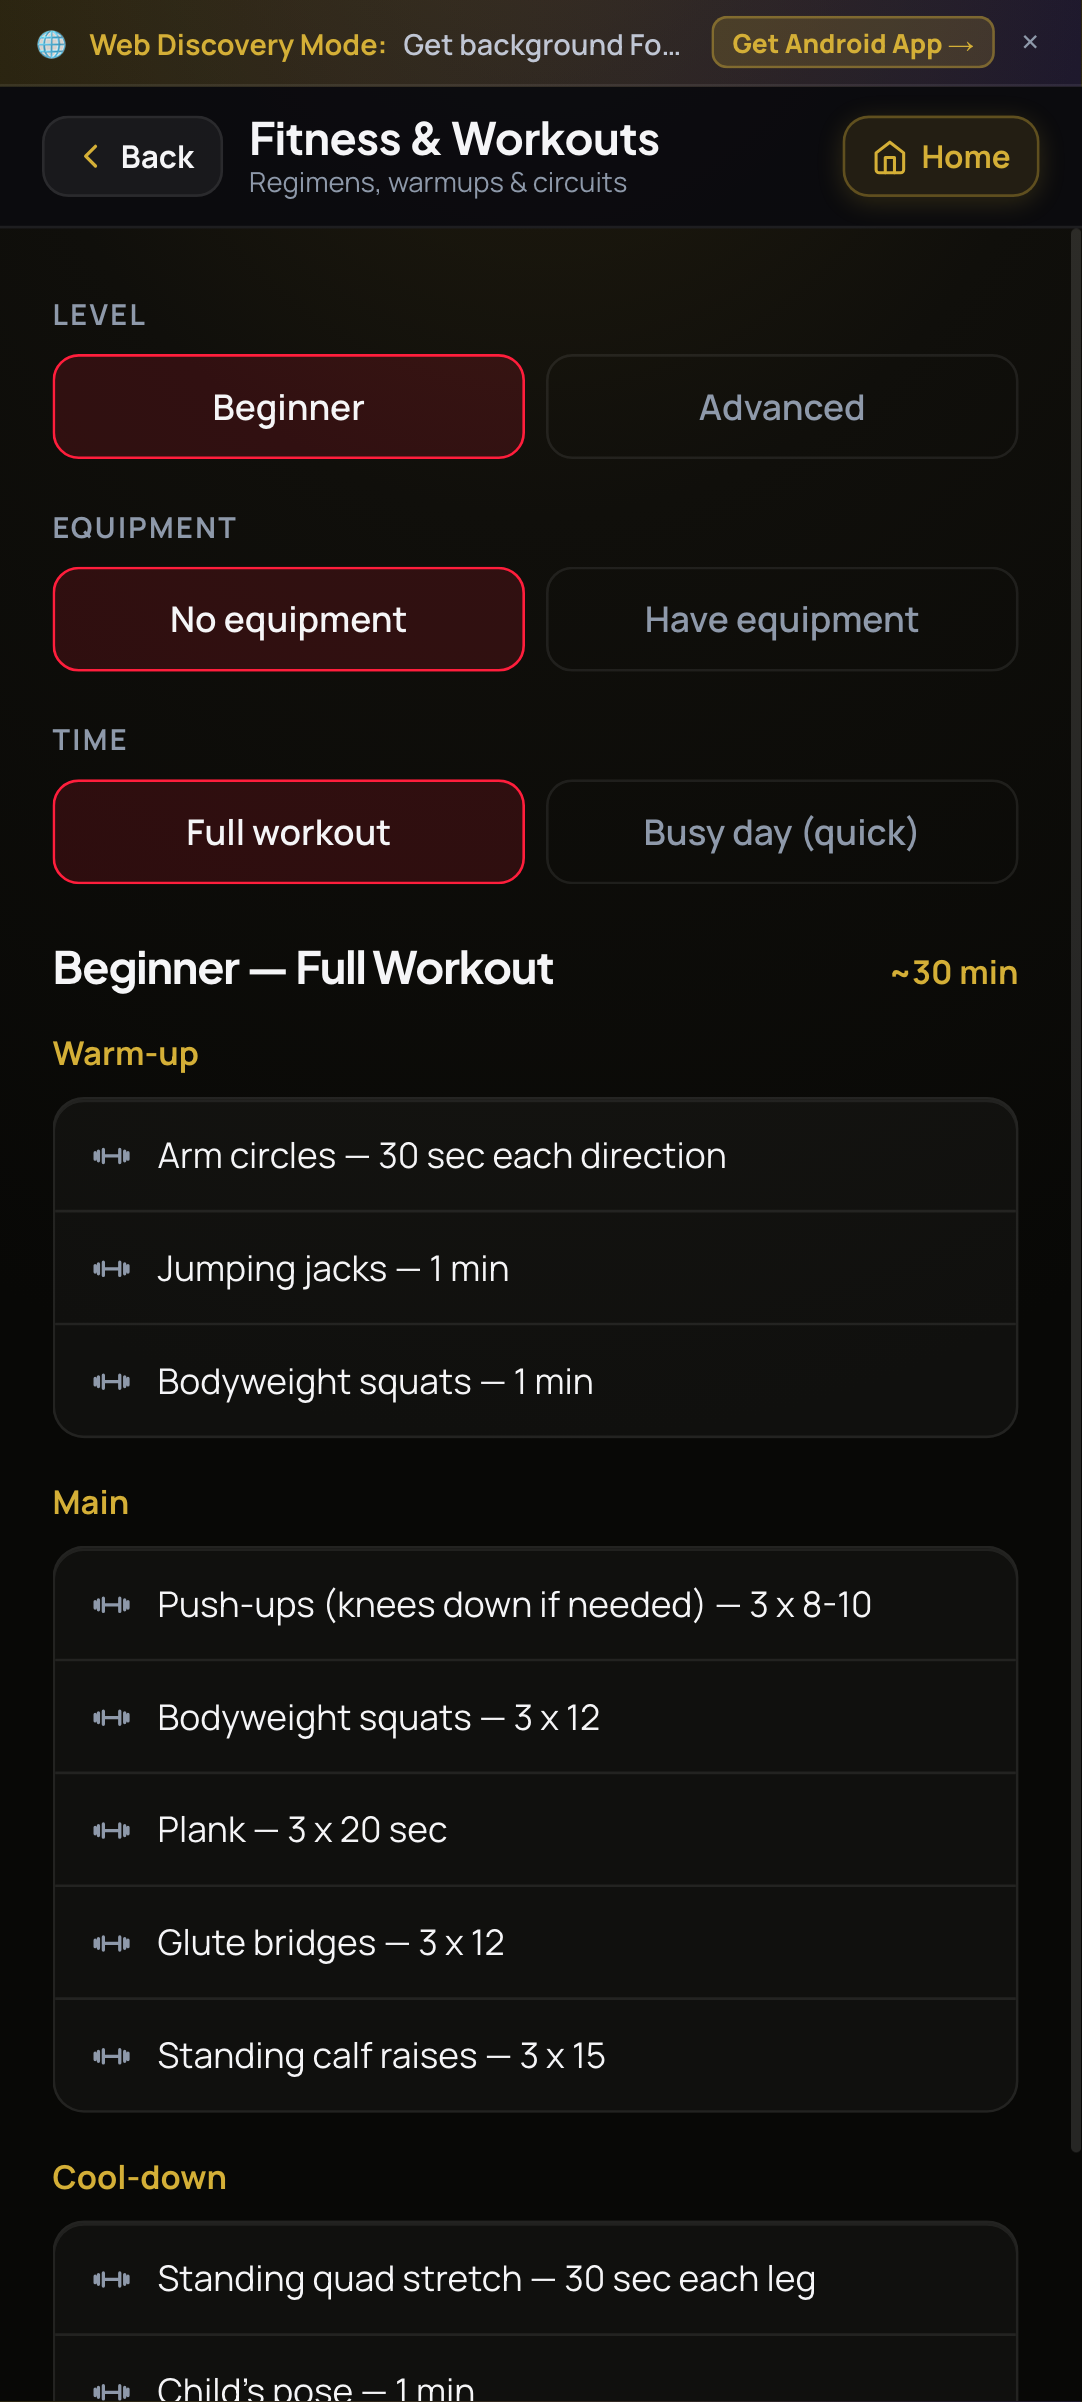 Web Discovery Mode: Get background Fo...
Get Android App →
×
Back
Fitness & Workouts
Regimens, warmups & circuits
Home
LEVEL
Beginner
Advanced
EQUIPMENT
No equipment
Have equipment
TIME
Full workout
Busy day (quick)
Beginner — Full Workout
~30 min
Warm-up
Arm circles — 30 sec each direction
Jumping jacks — 1 min
Bodyweight squats — 1 min
Main
Push-ups (knees down if needed) — 3 x 8-10
Bodyweight squats — 3 x 12
Plank — 3 x 20 sec
Glute bridges — 3 x 12
Standing calf raises — 3 x 15
Cool-down
Standing quad stretch — 30 sec each leg
Child's pose — 1 min